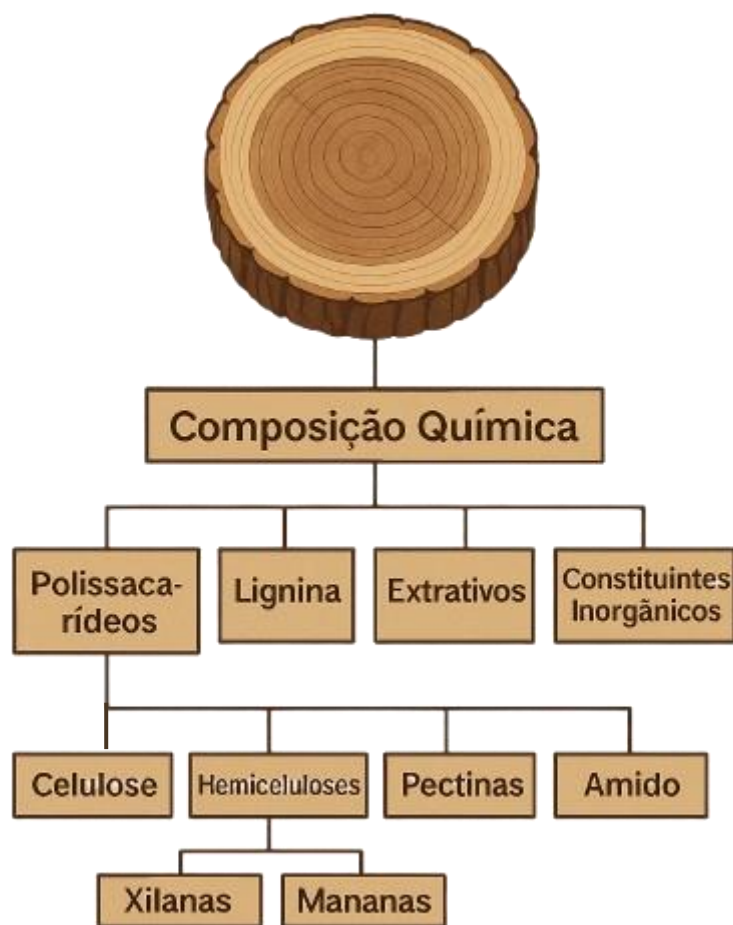 Composição Química
Polissaca-
rídeos
Lignina
Extrativos
Constituintes
Inorgânicos
Celulose
Hemiceluloses
Pectinas
Amido
Xilanas
Mananas